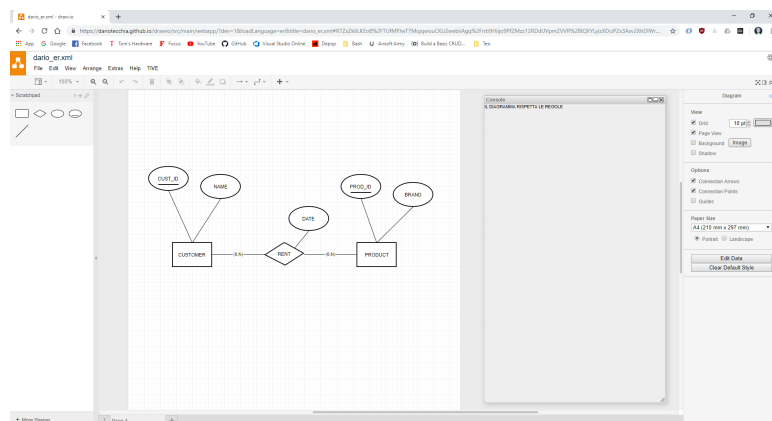 dario_er.xml - draw.io
https://dariotecchia.github.io/drawio/src/main/webapp/?dev=1&loadLanguage=er&title=dario_er.xml
App
Google
Facebook
Tom's Hardware
Focus
YouTube
GitHub
Visual Studio Online
Degrop
Bash
Airsoft Army
Build a Basic CRUD...
Tesi
dario_er.xml
File Edit View Arrange Extras Help TiVE
100%
Scratchpad
Console
IL DIAGRAMMA RISPETTA LE REGOLE
CUST_ID
NAME
PROD_ID
BRAND
DATE
CUSTOMER
(0:N)
RENT
(0:N)
PRODUCT
Diagram
View
Grid
10 pt
Page View
Background
Image
Shadow
Options
Connection Arrows
Connection Points
Guides
Paper Size
A4 (210 mm x 297 mm)
Portrait
Landscape
Edit Data
Clear Default Style
+ More Shapes
Page-1